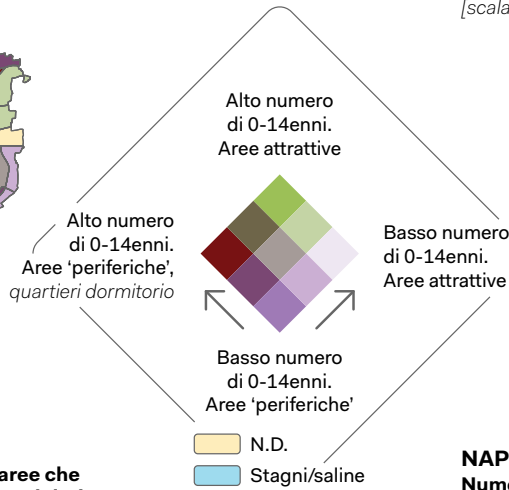 [scala
Alto numero
di 0-14enni.
Aree attrattive
Alto numero
di 0-14enni.
Aree ‘periferiche’,
quartieri dormitorio
Basso numero
di 0-14enni.
Aree attrattive
Basso numero
di 0-14enni.
Aree ‘periferiche’
N.D.
Stagni/saline
aree che
NAP
Nume